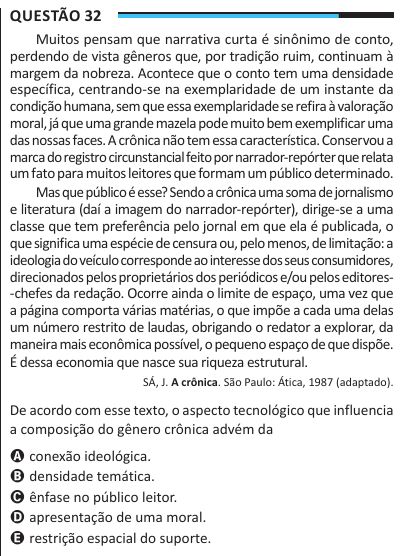 QUESTÃO 32
Muitos pensam que narrativa curta é sinônimo de conto,
perdendo de vista gêneros que, por tradição ruim, continuam à
margem da nobreza. Acontece que o conto tem uma densidade
específica, centrando-se na exemplaridade de um instante da
condição humana, sem que essa exemplaridade se refira à valoração
moral, já que uma grande mazela pode muito bem exemplificar uma
das nossas faces. A crônica não tem essa característica. Conservou a
marca do registro circunstancial feito por narrador-repórter que relata
um fato para muitos leitores que formam um público determinado.
Mas que público é esse? Sendo a crônica uma soma de jornalismo
e literatura (daí a imagem do narrador-repórter), dirige-se a uma
classe que tem preferência pelo jornal em que ela é publicada, o
que significa uma espécie de censura ou, pelo menos, de limitação: a
ideologia do veículo corresponde ao interesse dos seus consumidores,
direcionados pelos proprietários dos periódicos e/ou pelos editores-
-chefes da redação. Ocorre ainda o limite de espaço, uma vez que
a página comporta várias matérias, o que impõe a cada uma delas
um número restrito de laudas, obrigando o redator a explorar, da
maneira mais econômica possível, o pequeno espaço de que dispõe.
É dessa economia que nasce sua riqueza estrutural.
SÁ, J. A crônica. São Paulo: Ática, 1987 (adaptado).
De acordo com esse texto, o aspecto tecnológico que influencia
a composição do gênero crônica advém da
A conexão ideológica.
B densidade temática.
C ênfase no público leitor.
D apresentação de uma moral.
E restrição espacial do suporte.